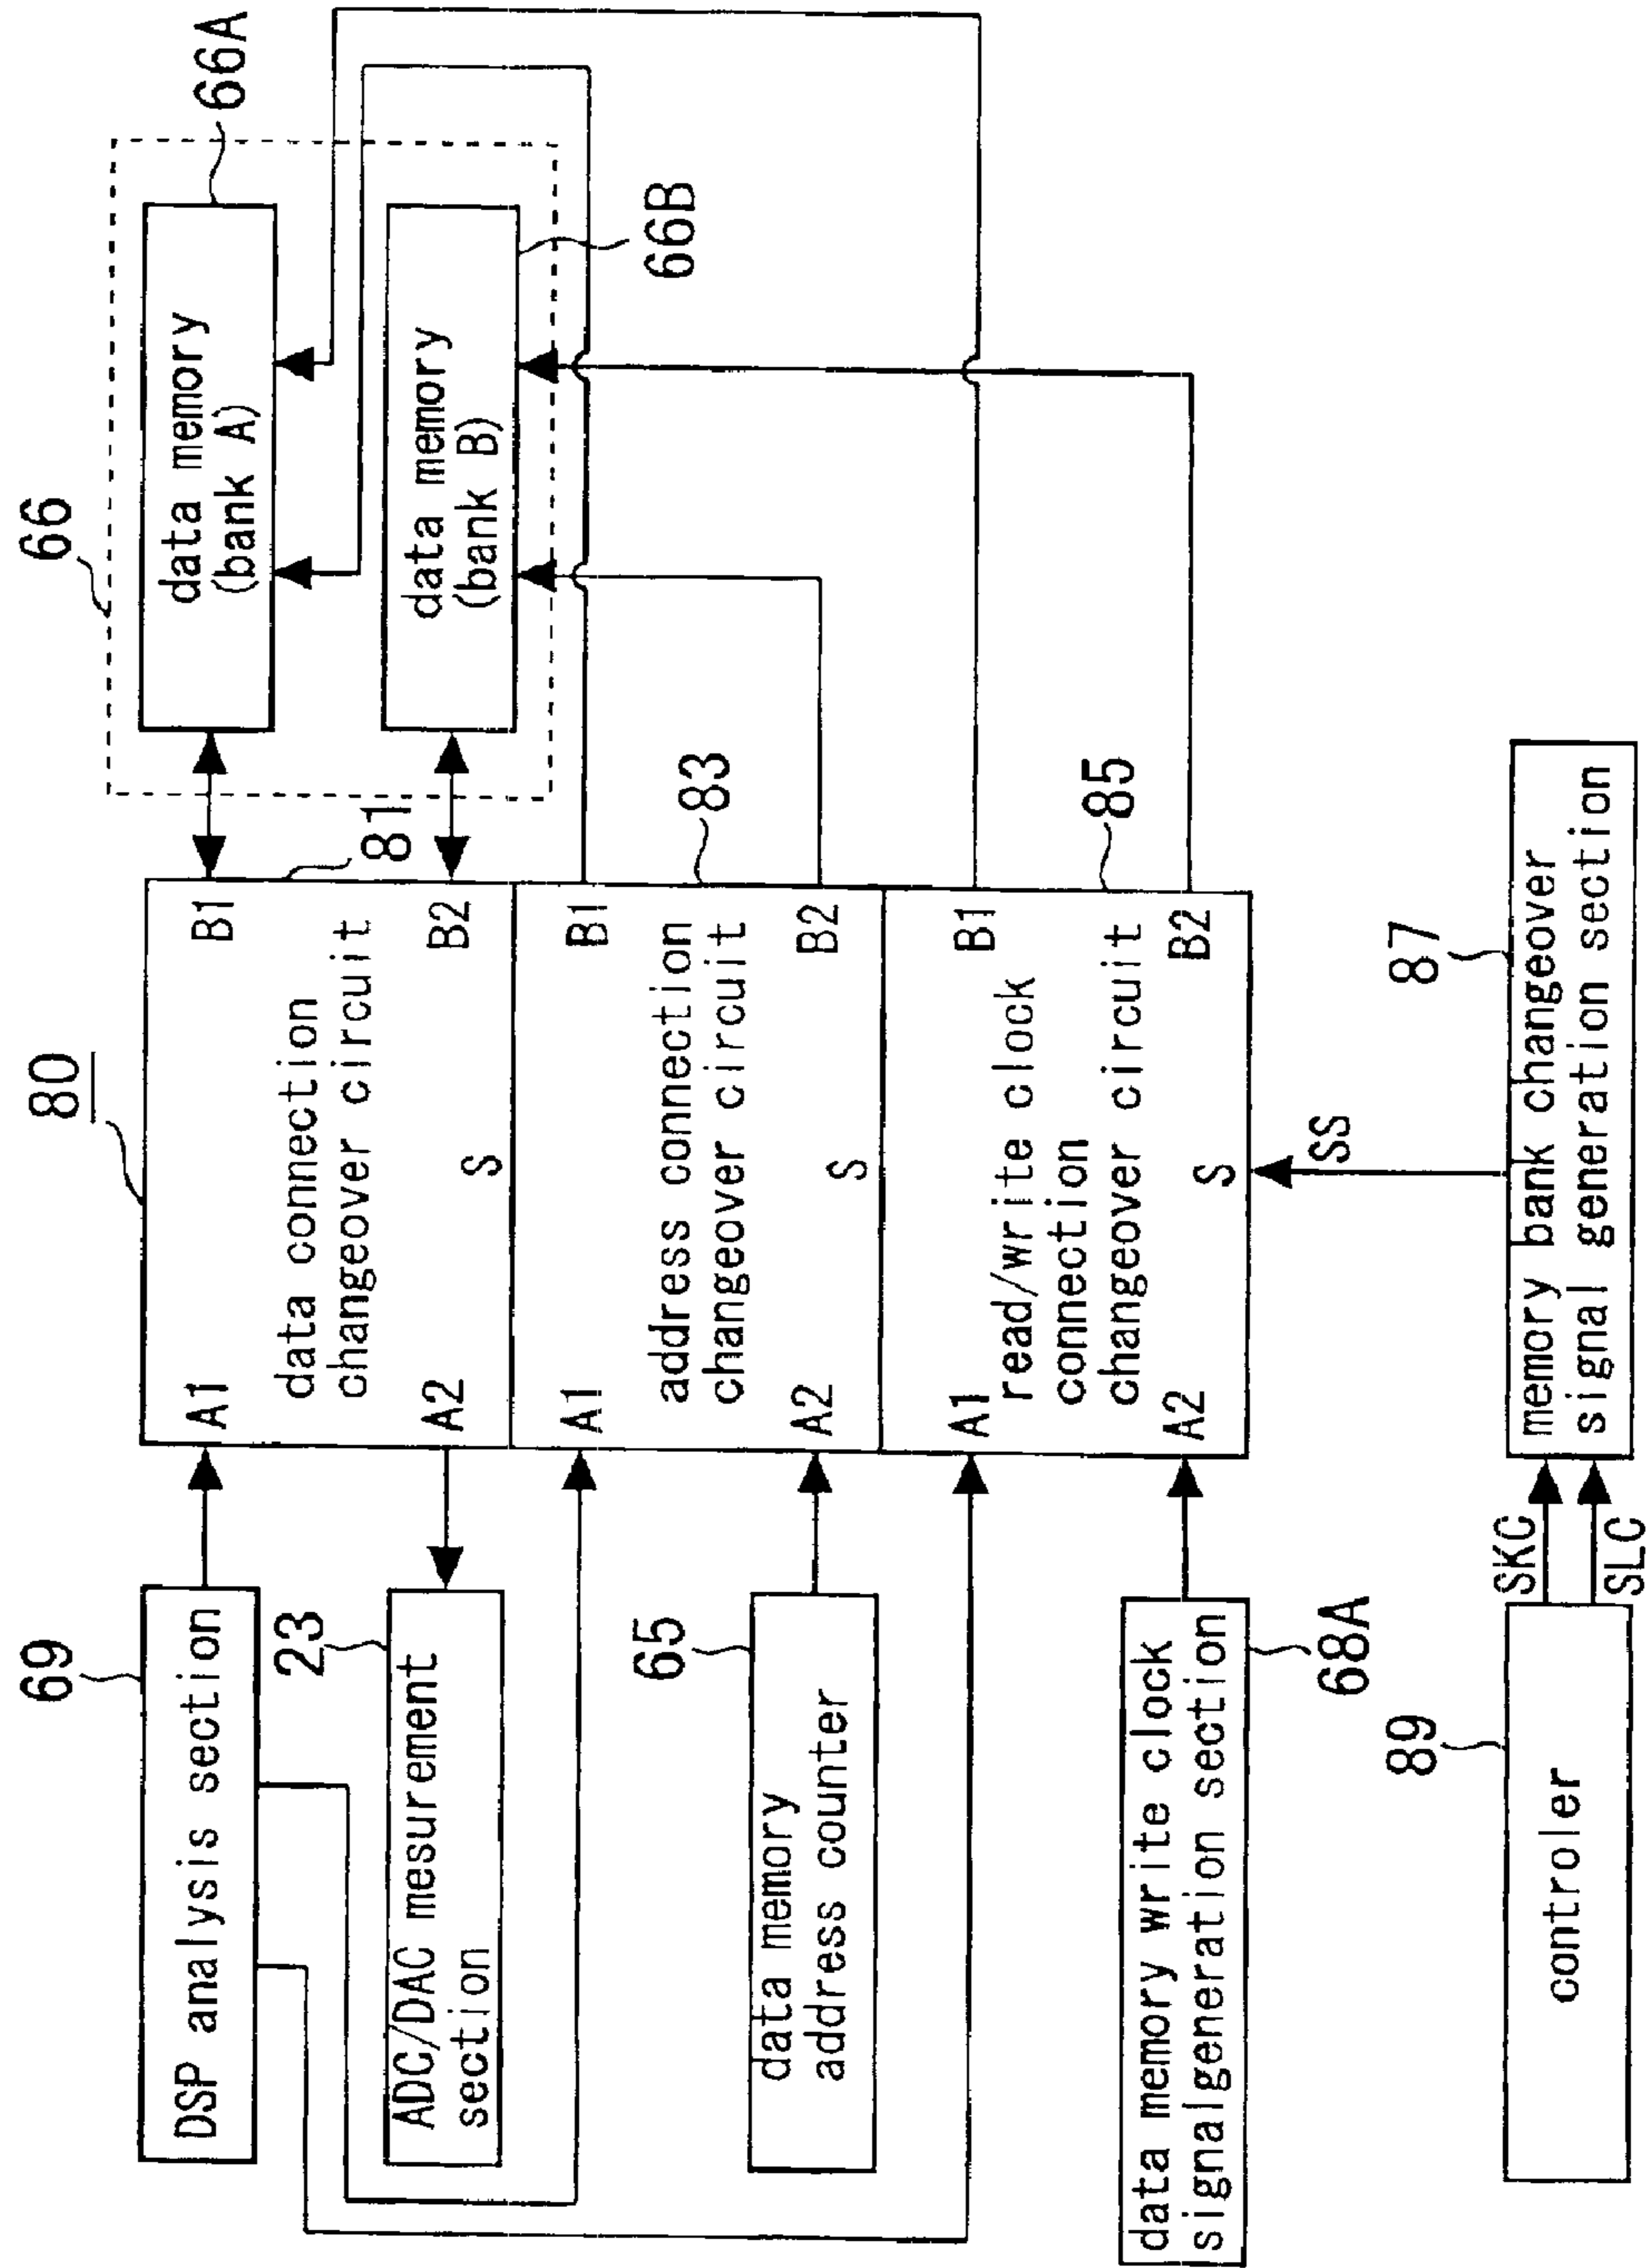 80
66
66A
66B
69
DSP analysis section
23
ADC/DAC mesurement
section
65
data memory
address counter
data memory write clock
signalgeneration section
68A
89
controler
SKC
SLC
A1
B1
data connection
changeover circuit
A2
B2
S
81
A1
B1
address connection
changeover circuit
A2
B2
S
83
A1
B1
read/write clock
connection
changeover circuit
A2
B2
S
85
SS
87
memory bank changeover
signal generation section
data memory
(bank A)
data memory
(bank B)